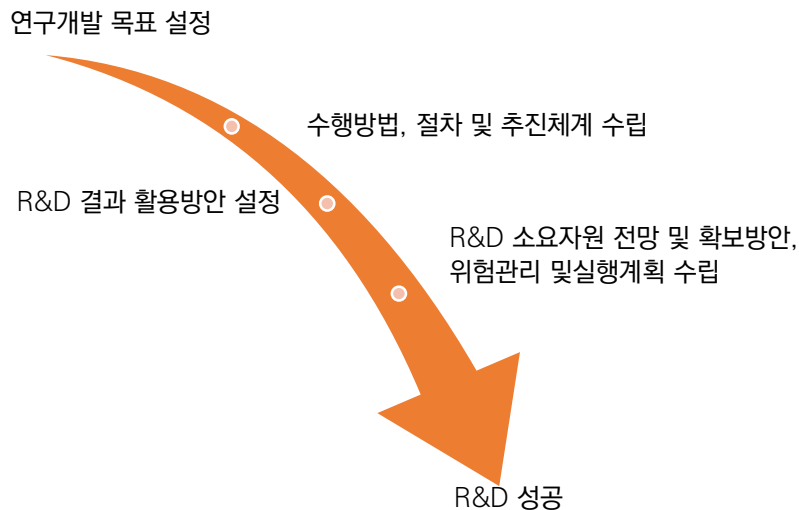 연구개발 목표 설정
수행방법, 절차 및 추진체계 수립
R&D 결과 활용방안 설정
R&D 소요자원 전망 및 확보방안,
위험관리 및실행계획 수립
R&D 성공